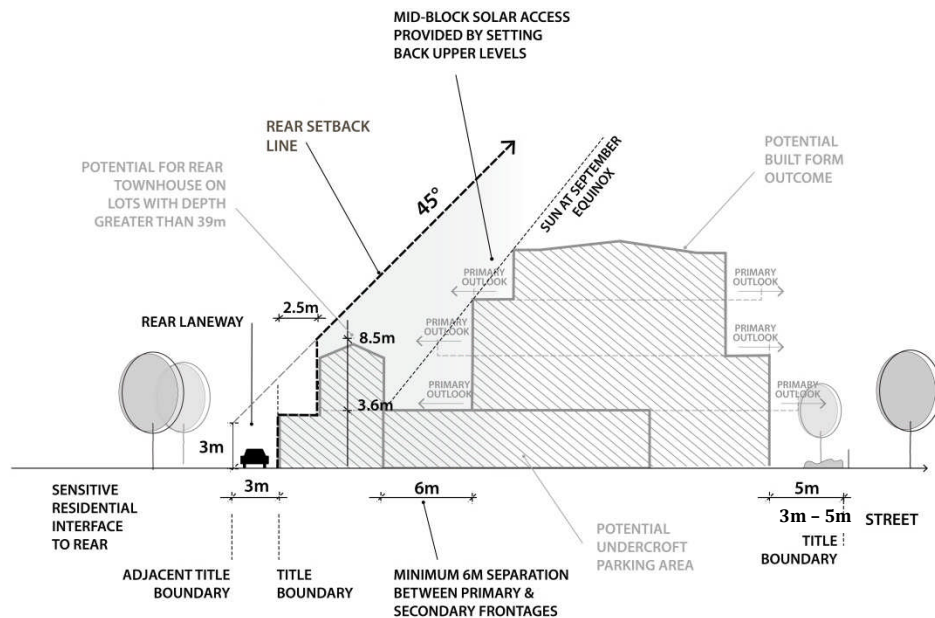 MID-BLOCK SOLAR ACCESS
PROVIDED BY SETTING
BACK UPPER LEVELS
REAR SETBACK
LINE
POTENTIAL FOR REAR
TOWNHOUSE ON
LOTS WITH DEPTH
GREATER THAN 39m
45°
SUN AT SEPTEMBER
EQUINOX
POTENTIAL
BUILT FORM
OUTCOME
PRIMARY
OUTLOOK
PRIMARY
OUTLOOK
2.5m
REAR LANEWAY
8.5m
PRIMARY
OUTLOOK
PRIMARY
OUTLOOK
PRIMARY
OUTLOOK
PRIMARY
OUTLOOK
3.6m
3m
3m
6m
5m
3m – 5m
STREET
TITLE
BOUNDARY
SENSITIVE
RESIDENTIAL
INTERFACE
TO REAR
ADJACENT TITLE
BOUNDARY
TITLE
BOUNDARY
MINIMUM 6M SEPARATION
BETWEEN PRIMARY &
SECONDARY FRONTAGES
POTENTIAL
UNDERCROFT
PARKING AREA